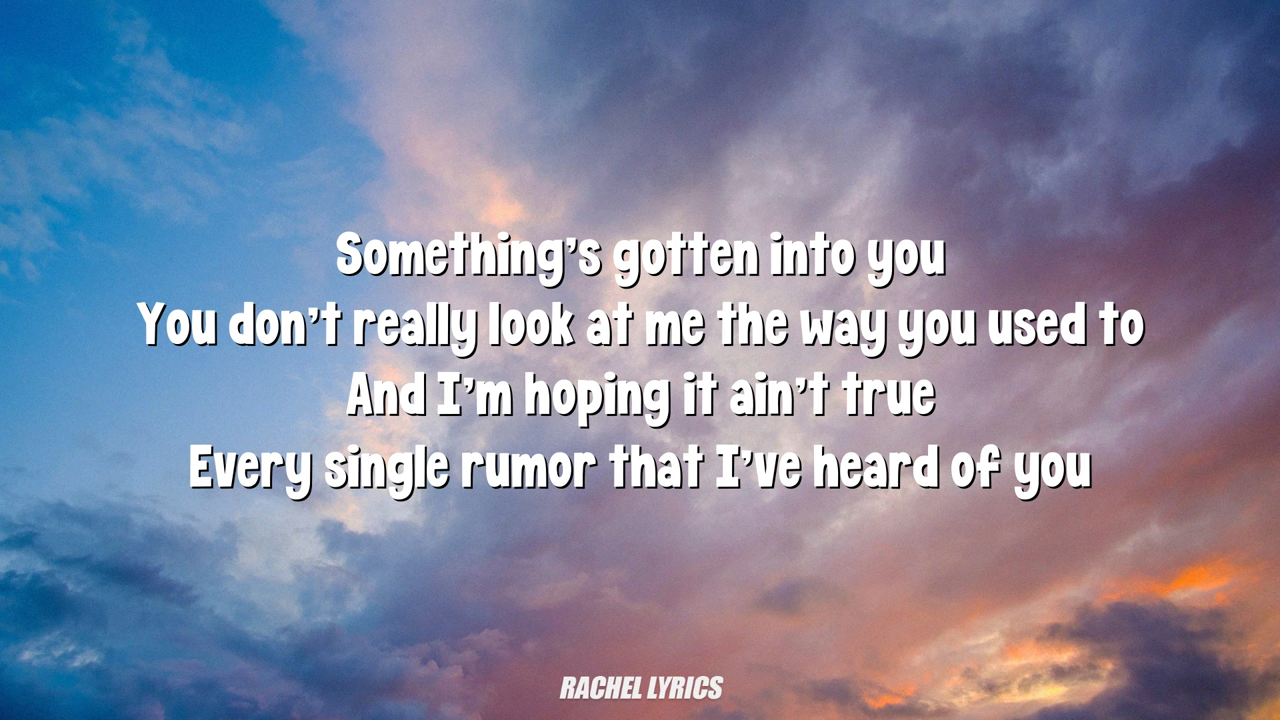 Something's gotten into you
You don't really look at me the way you used to
And I'm hoping it ain't true
Every single rumor that I've heard of you
RACHEL LYRICS